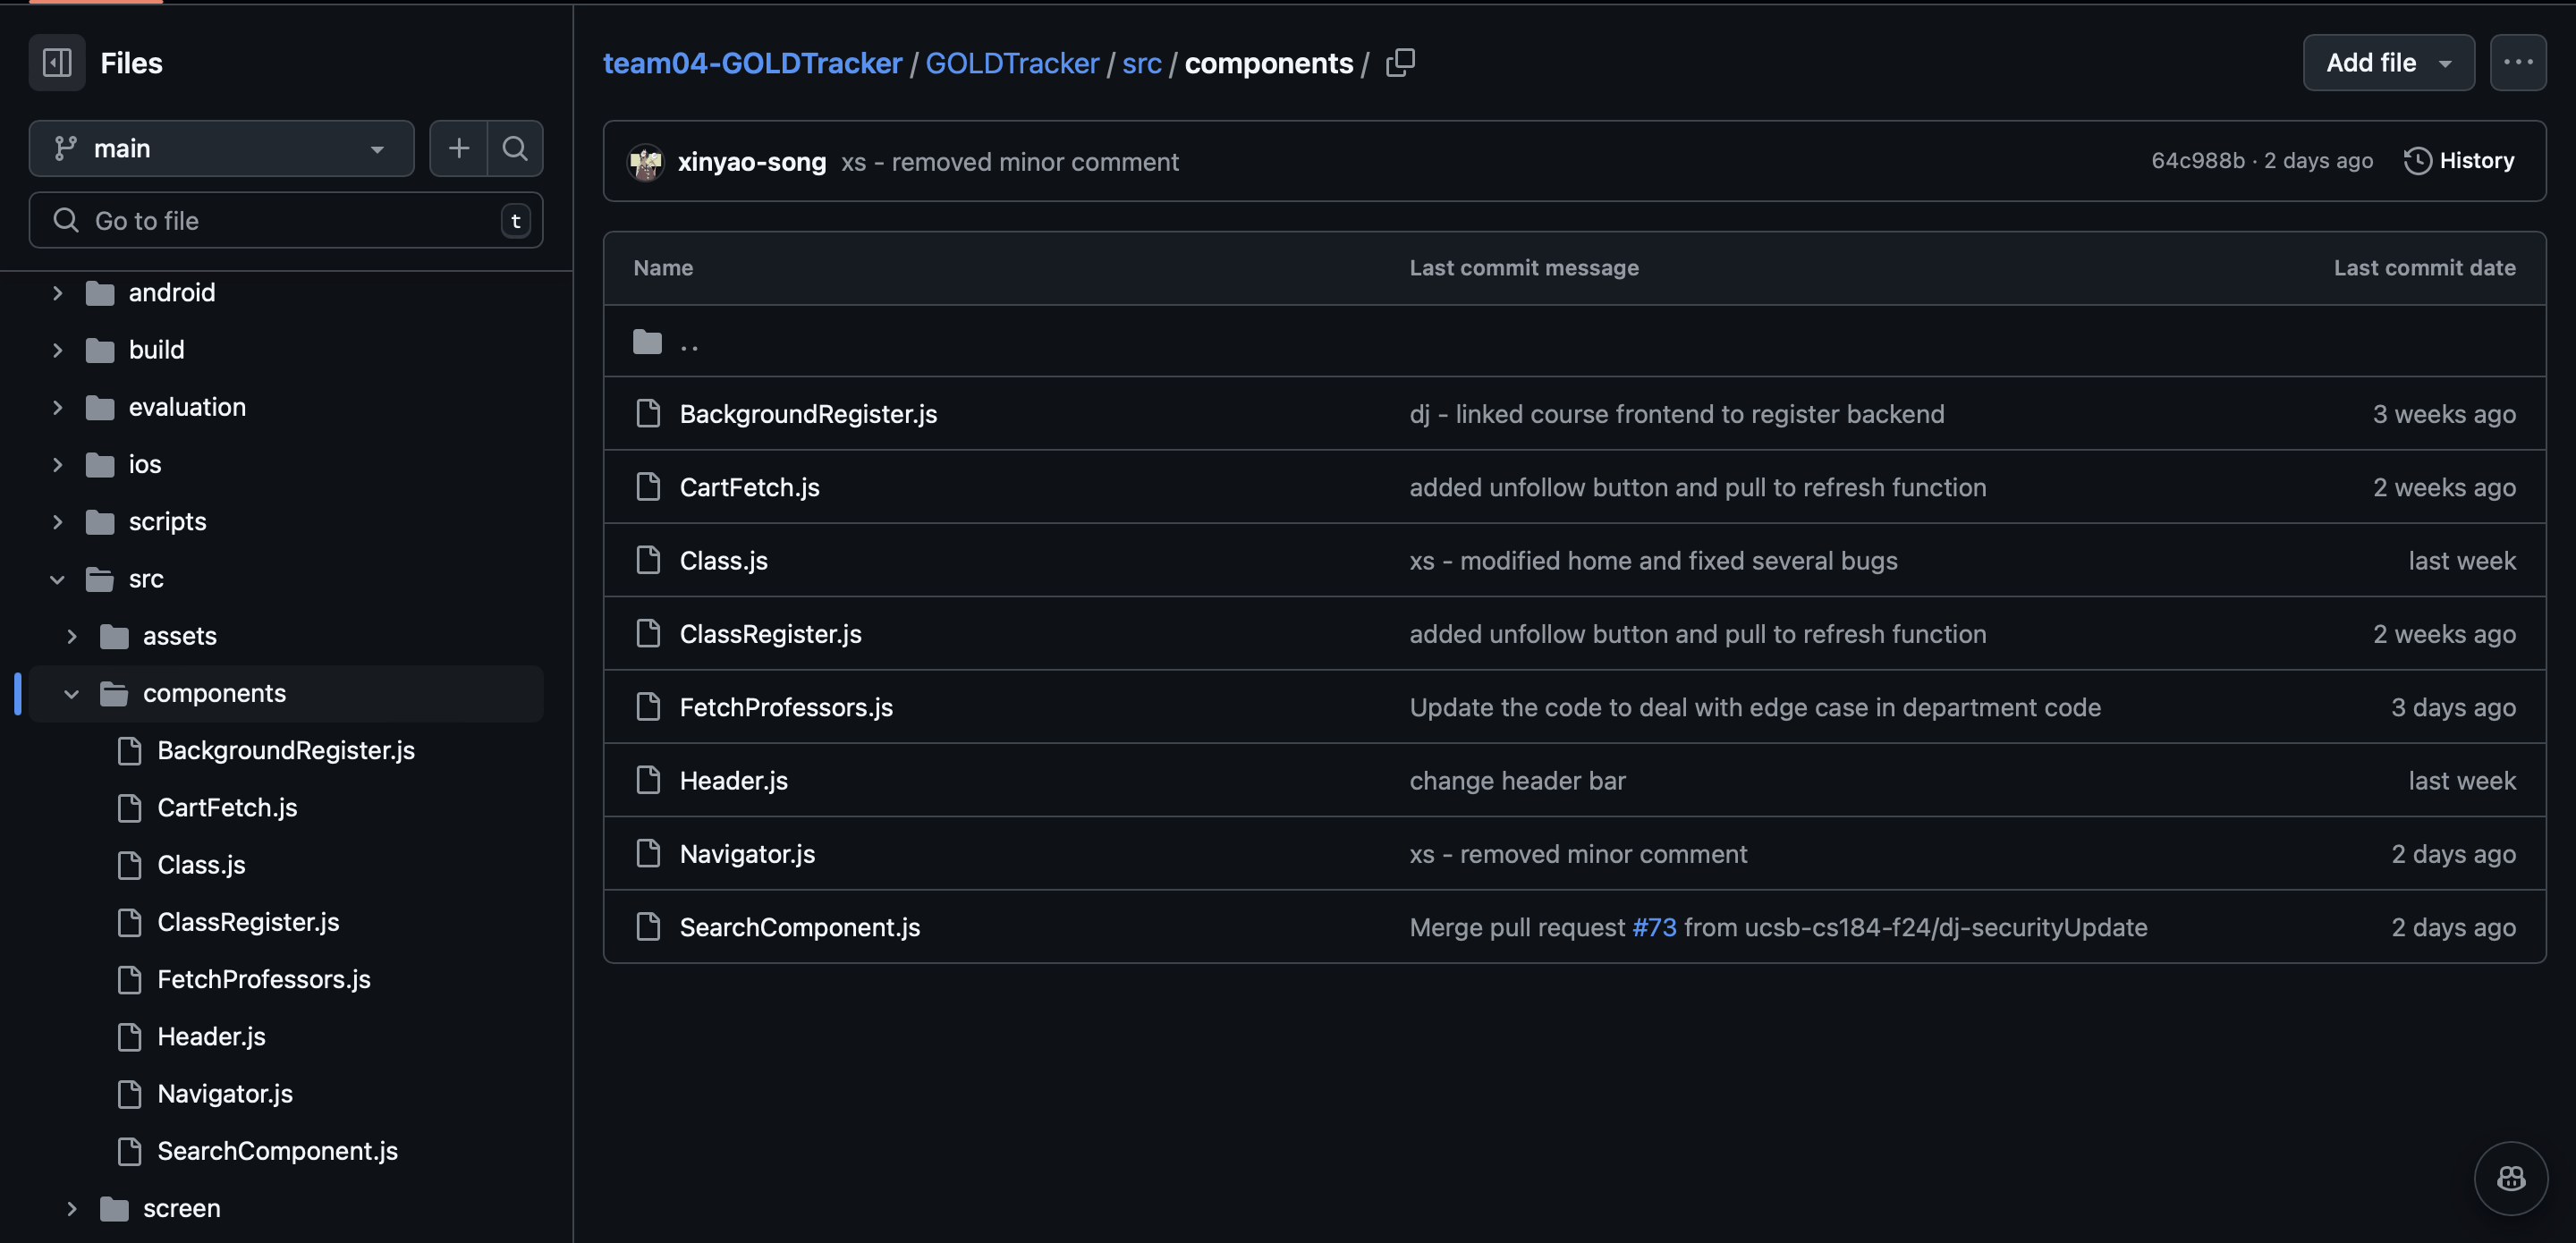 Files
main
Go to file
t
android
build
evaluation
ios
scripts
src
assets
components
BackgroundRegister.js
CartFetch.js
Class.js
ClassRegister.js
FetchProfessors.js
Header.js
Navigator.js
SearchComponent.js
screen
team04-GOLDTracker / GOLDTracker / src / components /
Add file
xinyao-song xs - removed minor comment 64c988b · 2 days ago History
Name Last commit message Last commit date
..
BackgroundRegister.js dj - linked course frontend to register backend 3 weeks ago
CartFetch.js added unfollow button and pull to refresh function 2 weeks ago
Class.js xs - modified home and fixed several bugs last week
ClassRegister.js added unfollow button and pull to refresh function 2 weeks ago
FetchProfessors.js Update the code to deal with edge case in department code 3 days ago
Header.js change header bar last week
Navigator.js xs - removed minor comment 2 days ago
SearchComponent.js Merge pull request #73 from ucsb-cs184-f24/dj-securityUpdate 2 days ago